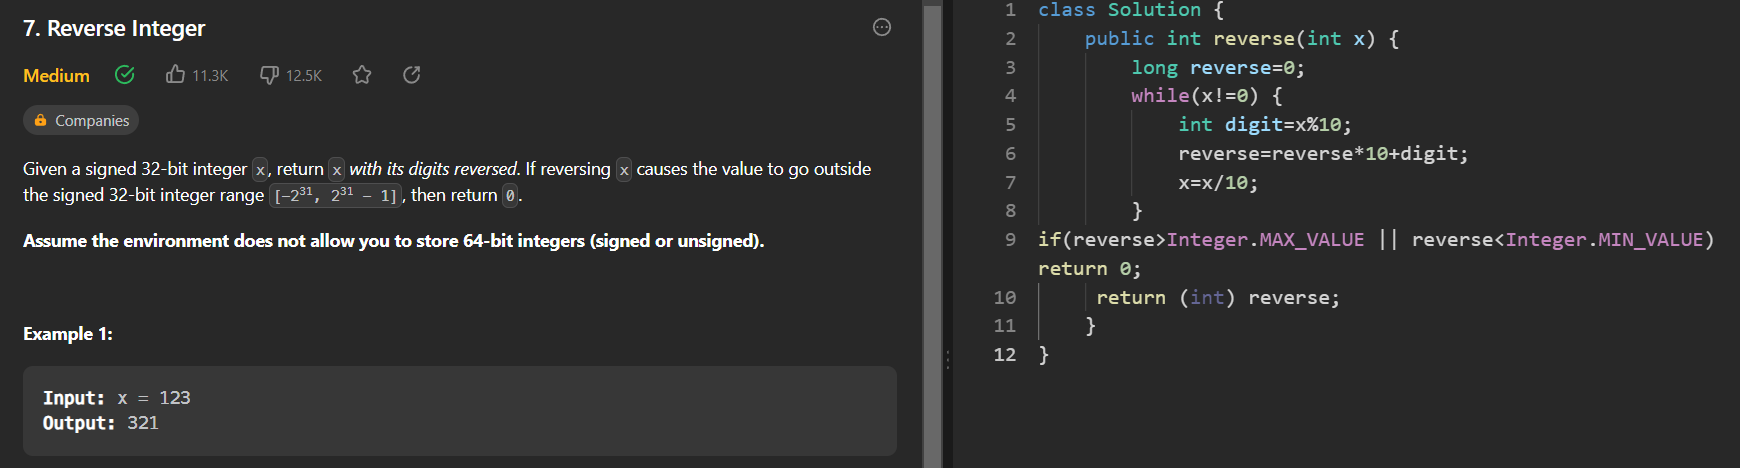 7. Reverse Integer
Medium 11.3K 12.5K
Companies
Given a signed 32-bit integer x, return x with its digits reversed. If reversing x causes the value to go outside
the signed 32-bit integer range [-2³¹, 2³¹ - 1], then return 0.
Assume the environment does not allow you to store 64-bit integers (signed or unsigned).
Example 1:
Input: x = 123
Output: 321
1 class Solution {
2 public int reverse(int x) {
3 long reverse=0;
4 while(x!=0) {
5 int digit=x%10;
6 reverse=reverse*10+digit;
7 x=x/10;
8 }
9 if(reverse>Integer.MAX_VALUE || reverse<Integer.MIN_VALUE)
return 0;
10 return (int) reverse;
11 }
12 }